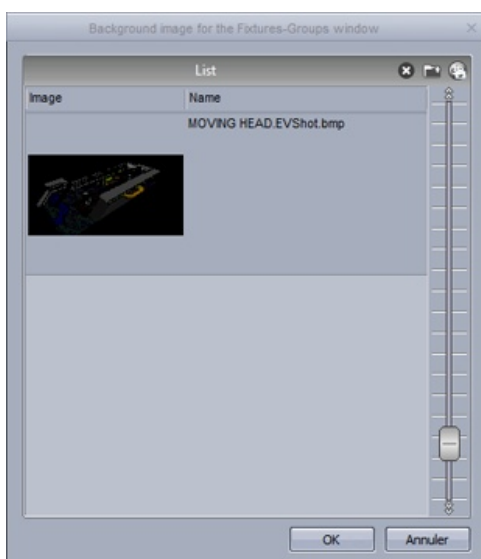 Background image for the Fixtures-Groups window
List
Image Name
MOVING HEAD.EVShot.bmp
OK Annuler